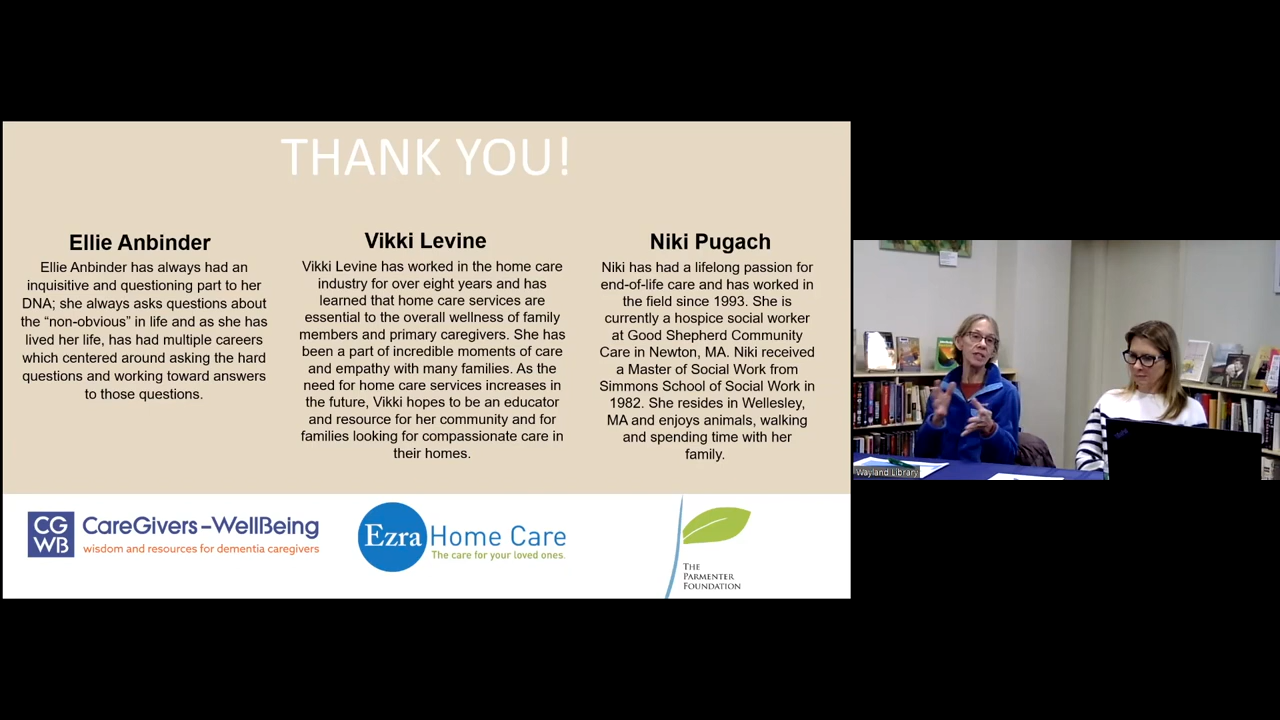 THANK YOU!
Ellie Anbinder
Ellie Anbinder has always had an
inquisitive and questioning part to her
DNA; she always asks questions about
the “non-obvious” in life and as she has
lived her life, has had multiple careers
which centered around asking the hard
questions and working toward answers
to those questions.
Vikki Levine
Vikki Levine has worked in the home care
industry for over eight years and has
learned that home care services are
essential to the overall wellness of family
members and primary caregivers. She has
been a part of incredible moments of care
and empathy with many families. As the
need for home care services increases in
the future, Vikki hopes to be an educator
and resource for her community and for
families looking for compassionate care in
their homes.
Niki Pugach
Niki has had a lifelong passion for
end-of-life care and has worked in
the field since 1993. She is
currently a hospice social worker
at Good Shepherd Community
Care in Newton, MA. Niki received
a Master of Social Work from
Simmons School of Social Work in
1982. She resides in Wellesley,
MA and enjoys animals, walking
and spending time with her
family.
CG
WB
CareGivers-WellBeing
wisdom and resources for dementia caregivers
Ezra Home Care
The care for your loved ones.
THE
PARMENTER
FOUNDATION
Wayland Library